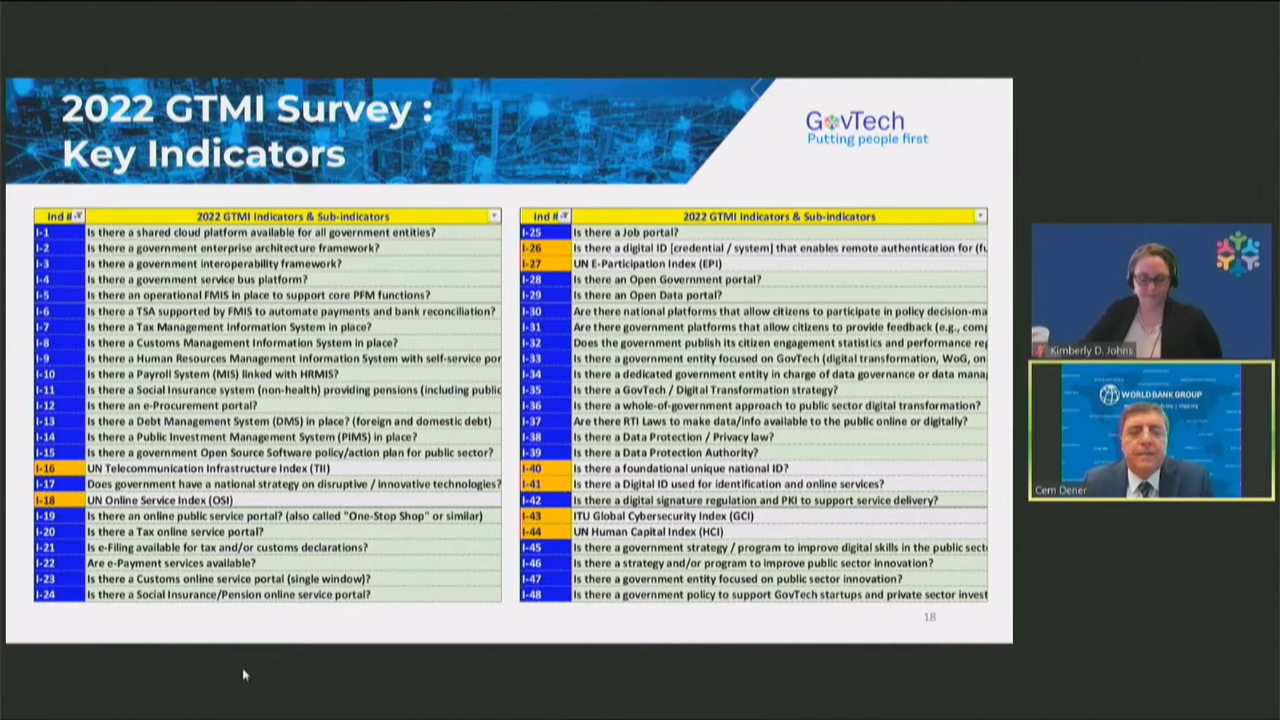 2022 GTMI Survey :
Key Indicators
GovTech
Putting people first
Ind #
2022 GTMI Indicators & Sub-indicators
I-1 Is there a shared cloud platform available for all government entities?
I-2 Is there a government enterprise architecture framework?
I-3 Is there a government interoperability framework?
I-4 Is there a government service bus platform?
I-5 Is there an operational FMIS in place to support core PFM functions?
I-6 Is there a TSA supported by FMIS to automate payments and bank reconciliation?
I-7 Is there a Tax Management Information System in place?
I-8 Is there a Customs Management Information System in place?
I-9 Is there a Human Resources Management Information System with self-service por
I-10 Is there a Payroll System (MIS) linked with HRMIS?
I-11 Is there a Social Insurance system (non-health) providing pensions (including public
I-12 Is there an e-Procurement portal?
I-13 Is there a Debt Management System (DMS) in place? (foreign and domestic debt)
I-14 Is there a Public Investment Management System (PIMS) in place?
I-15 Is there a government Open Source Software policy/action plan for public sector?
I-16 UN Telecommunication Infrastructure Index (TII)
I-17 Does government have a national strategy on disruptive / innovative technologies?
I-18 UN Online Service Index (OSI)
I-19 Is there an online public service portal? (also called "One-Stop Shop" or similar)
I-20 Is there a Tax online service portal?
I-21 Is e-Filing available for tax and/or customs declarations?
I-22 Are e-Payment services available?
I-23 Is there a Customs online service portal (single window)?
I-24 Is there a Social Insurance/Pension online service portal?
Ind #
2022 GTMI Indicators & Sub-indicators
I-25 Is there a Job portal?
I-26 Is there a digital ID [credential / system] that enables remote authentication for (fu
I-27 UN E-Participation Index (EPI)
I-28 Is there an Open Government portal?
I-29 Is there an Open Data portal?
I-30 Are there national platforms that allow citizens to participate in policy decision-ma
I-31 Are there government platforms that allow citizens to provide feedback (e.g., comp
I-32 Does the government publish its citizen engagement statistics and performance reg
I-33 Is there a government entity focused on GovTech (digital transformation, WoG, on
I-34 Is there a dedicated government entity in charge of data governance or data mana
I-35 Is there a GovTech / Digital Transformation strategy?
I-36 Is there a whole-of-government approach to public sector digital transformation?
I-37 Are there RTI Laws to make data/info available to the public online or digitally?
I-38 Is there a Data Protection / Privacy law?
I-39 Is there a Data Protection Authority?
I-40 Is there a foundational unique national ID?
I-41 Is there a Digital ID used for identification and online services?
I-42 Is there a digital signature regulation and PKI to support service delivery?
I-43 ITU Global Cybersecurity Index (GCI)
I-44 UN Human Capital Index (HCI)
I-45 Is there a government strategy / program to improve digital skills in the public sect
I-46 Is there a strategy and/or program to improve public sector innovation?
I-47 Is there a government entity focused on public sector innovation?
I-48 Is there a government policy to support GovTech startups and private sector invest
18
Kimberly D. Johns
WORLD BANK GROUP
Cem Dener